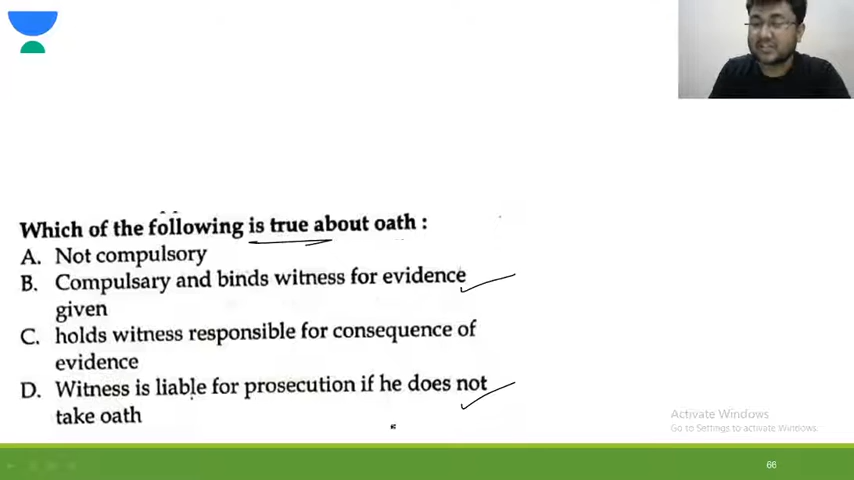 Which of the following is true about oath :
A. Not compulsory
B. Compulsary and binds witness for evidence
given
C. holds witness responsible for consequence of
evidence
D. Witness is liable for prosecution if he does not
take oath
Activate Windows
Go to Settings to activate Windows.
66